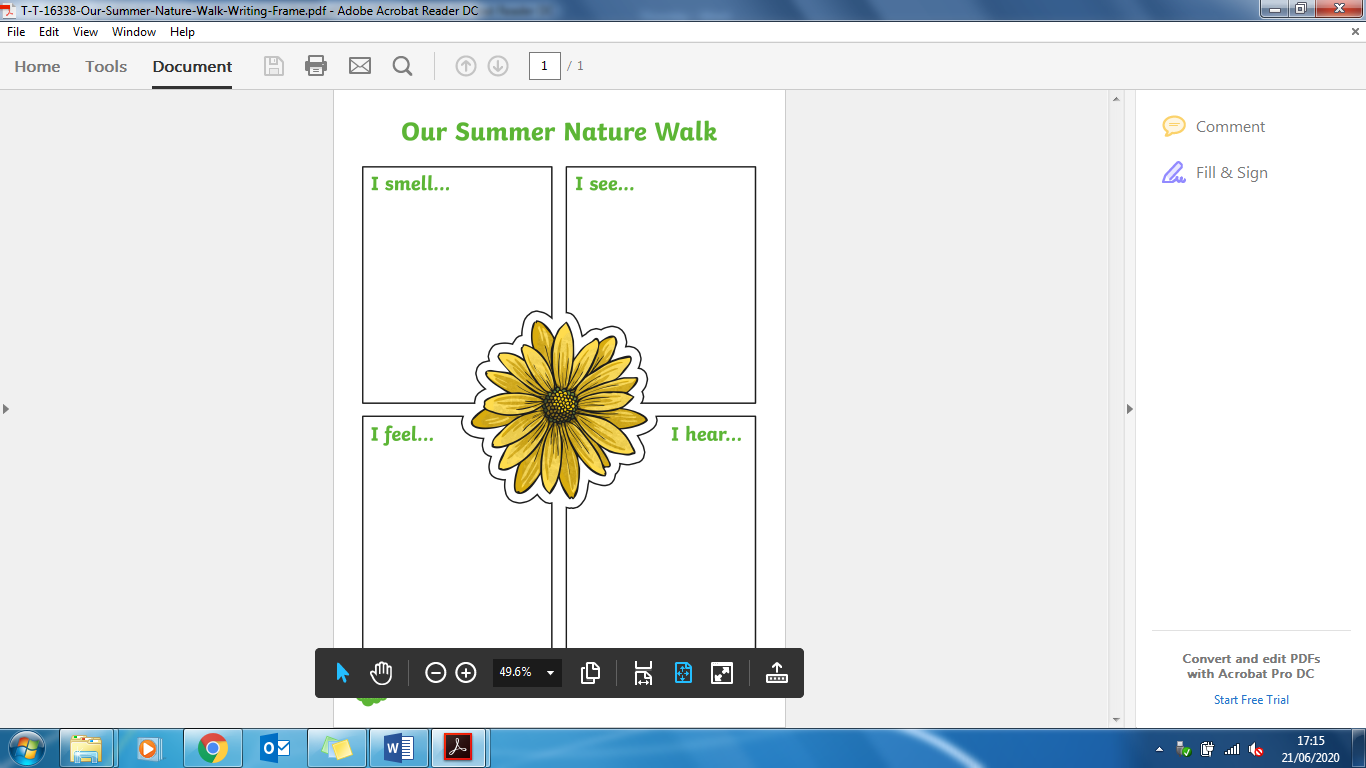 T-T-16338-Our-Summer-Nature-Walk-Writing-Frame.pdf - Adobe Acrobat Reader DC
File Edit View Window Help
Home Tools Document 1 / 1
Our Summer Nature Walk
I smell...
I see...
I feel...
I hear...
49.6%
Comment
Fill & Sign
Convert and edit PDFs
with Acrobat Pro DC
Start Free Trial
17:15
21/06/2020